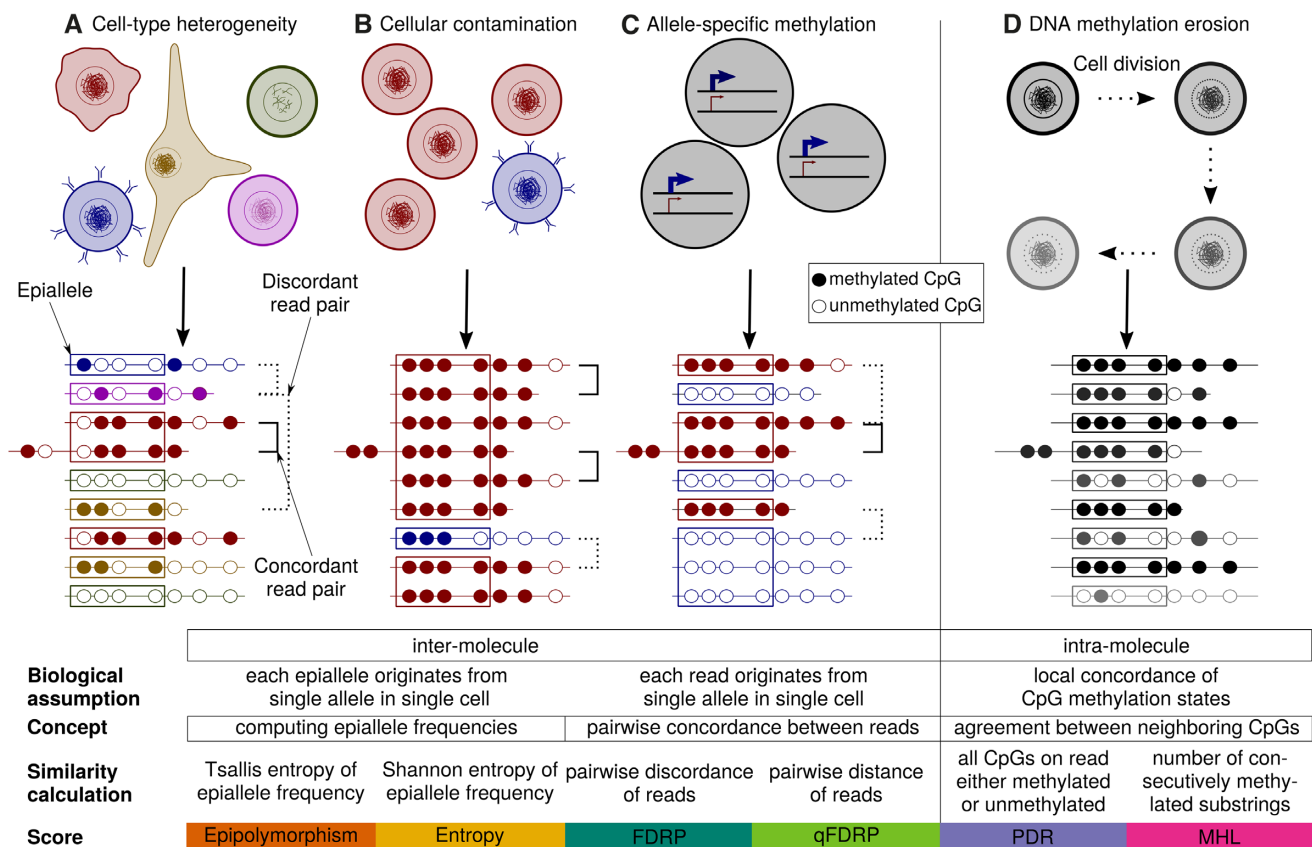 A Cell-type heterogeneity
B Cellular contamination
C Allele-specific methylation
D DNA methylation erosion
Cell division
methylated CpG
unmethylated CpG
Epiallele
Discordant
read pair
Concordant
read pair
inter-molecule
intra-molecule
Biological
assumption
each epiallele originates from
single allele in single cell
each read originates from
single allele in single cell
local concordance of
CpG methylation states
Concept
computing epiallele frequencies
pairwise concordance between reads
agreement between neighboring CpGs
Similarity
calculation
Tsallis entropy of
epiallele frequency
Shannon entropy of
epiallele frequency
pairwise discordance
of reads
pairwise distance
of reads
all CpGs on read
either methylated
or unmethylated
number of con-
secutively methy-
lated substrings
Score
Epipolymorphism
Entropy
FDRP
qFDRP
PDR
MHL